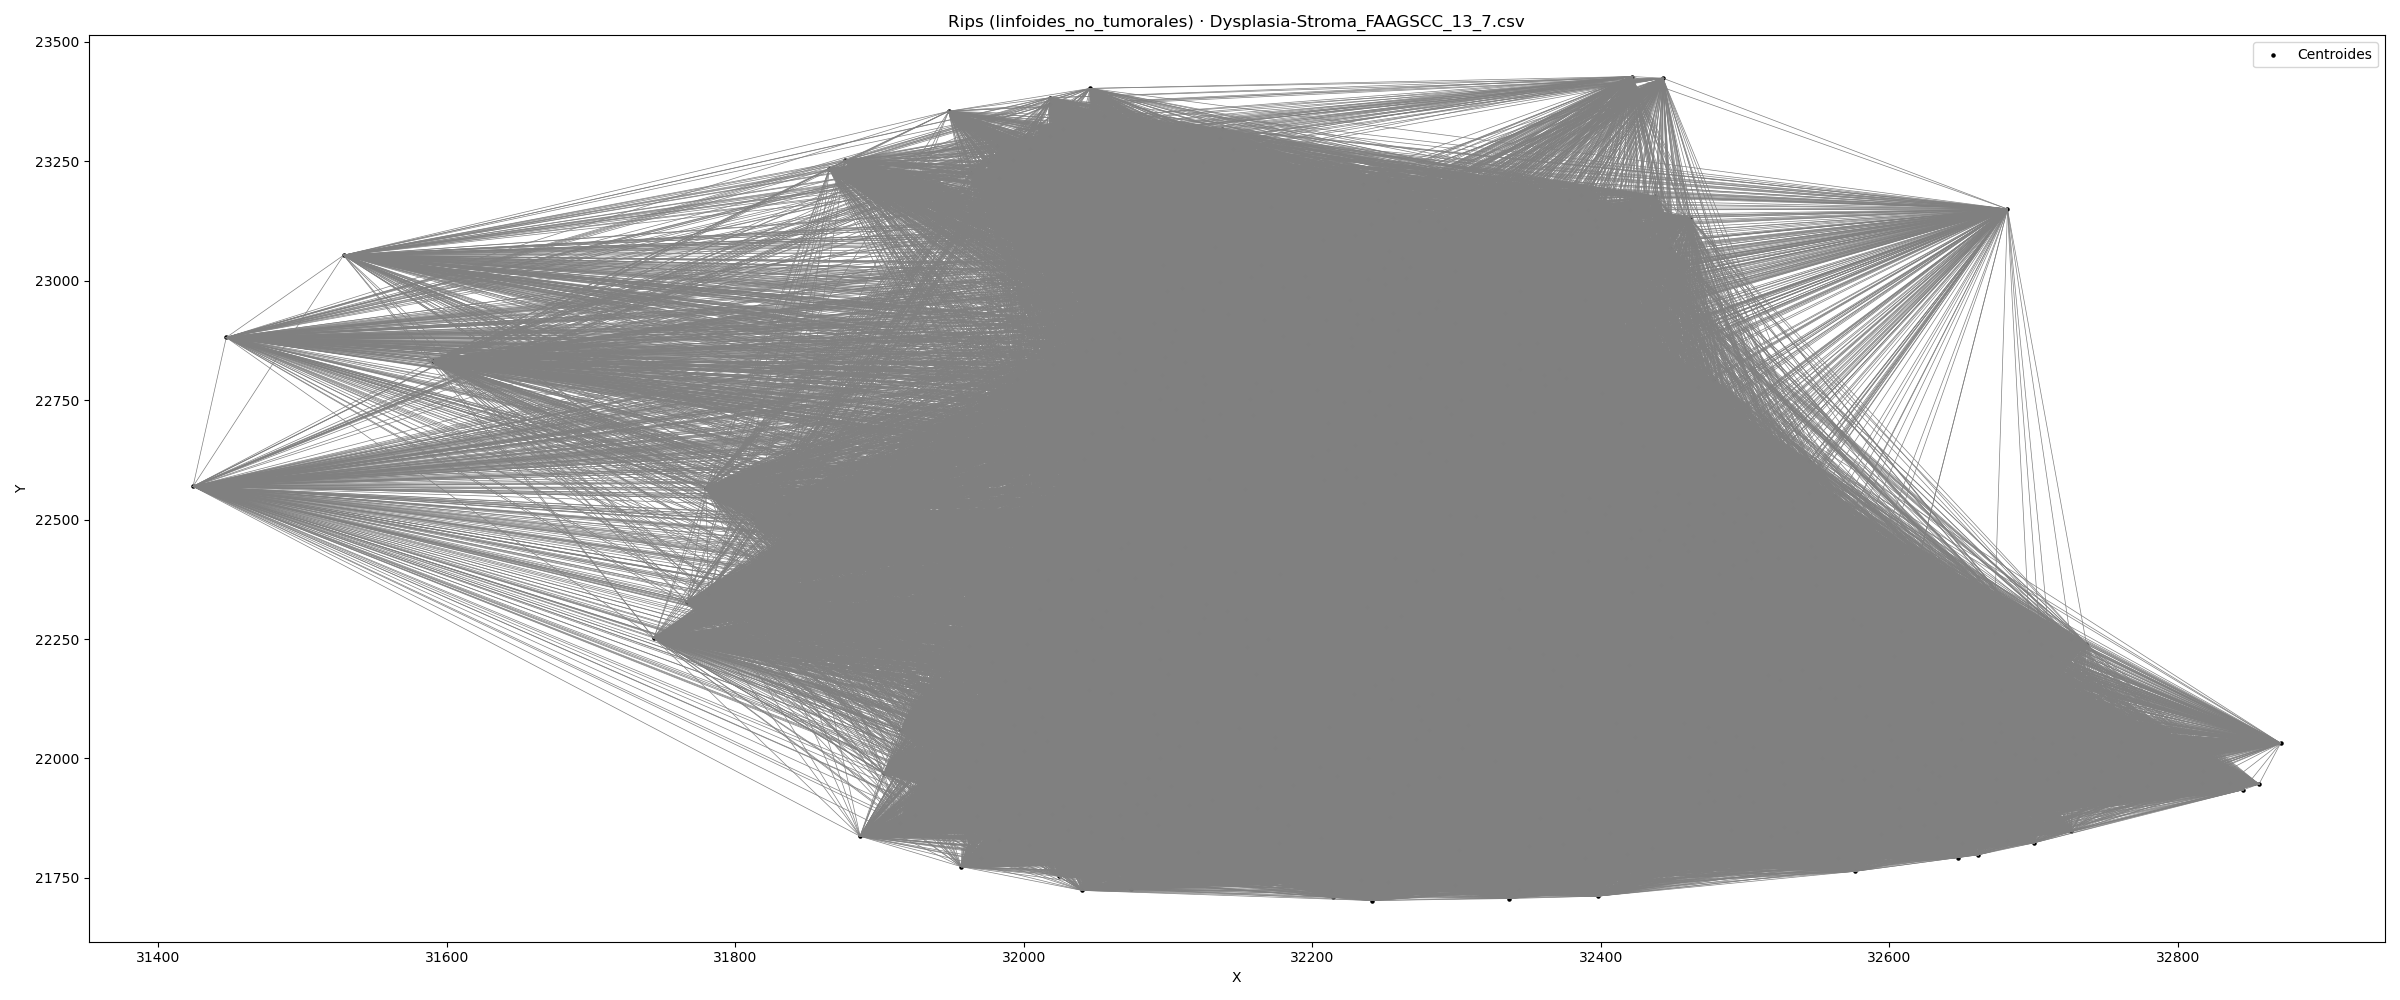 Rips (linfoides_no_tumorales) · Dysplasia-Stroma_FAAGSCC_13_7.csv
Centroides
23500
23250
23000
22750
22500
22250
22000
21750
Y
31400 31600 31800 32000 32200 32400 32600 32800
X